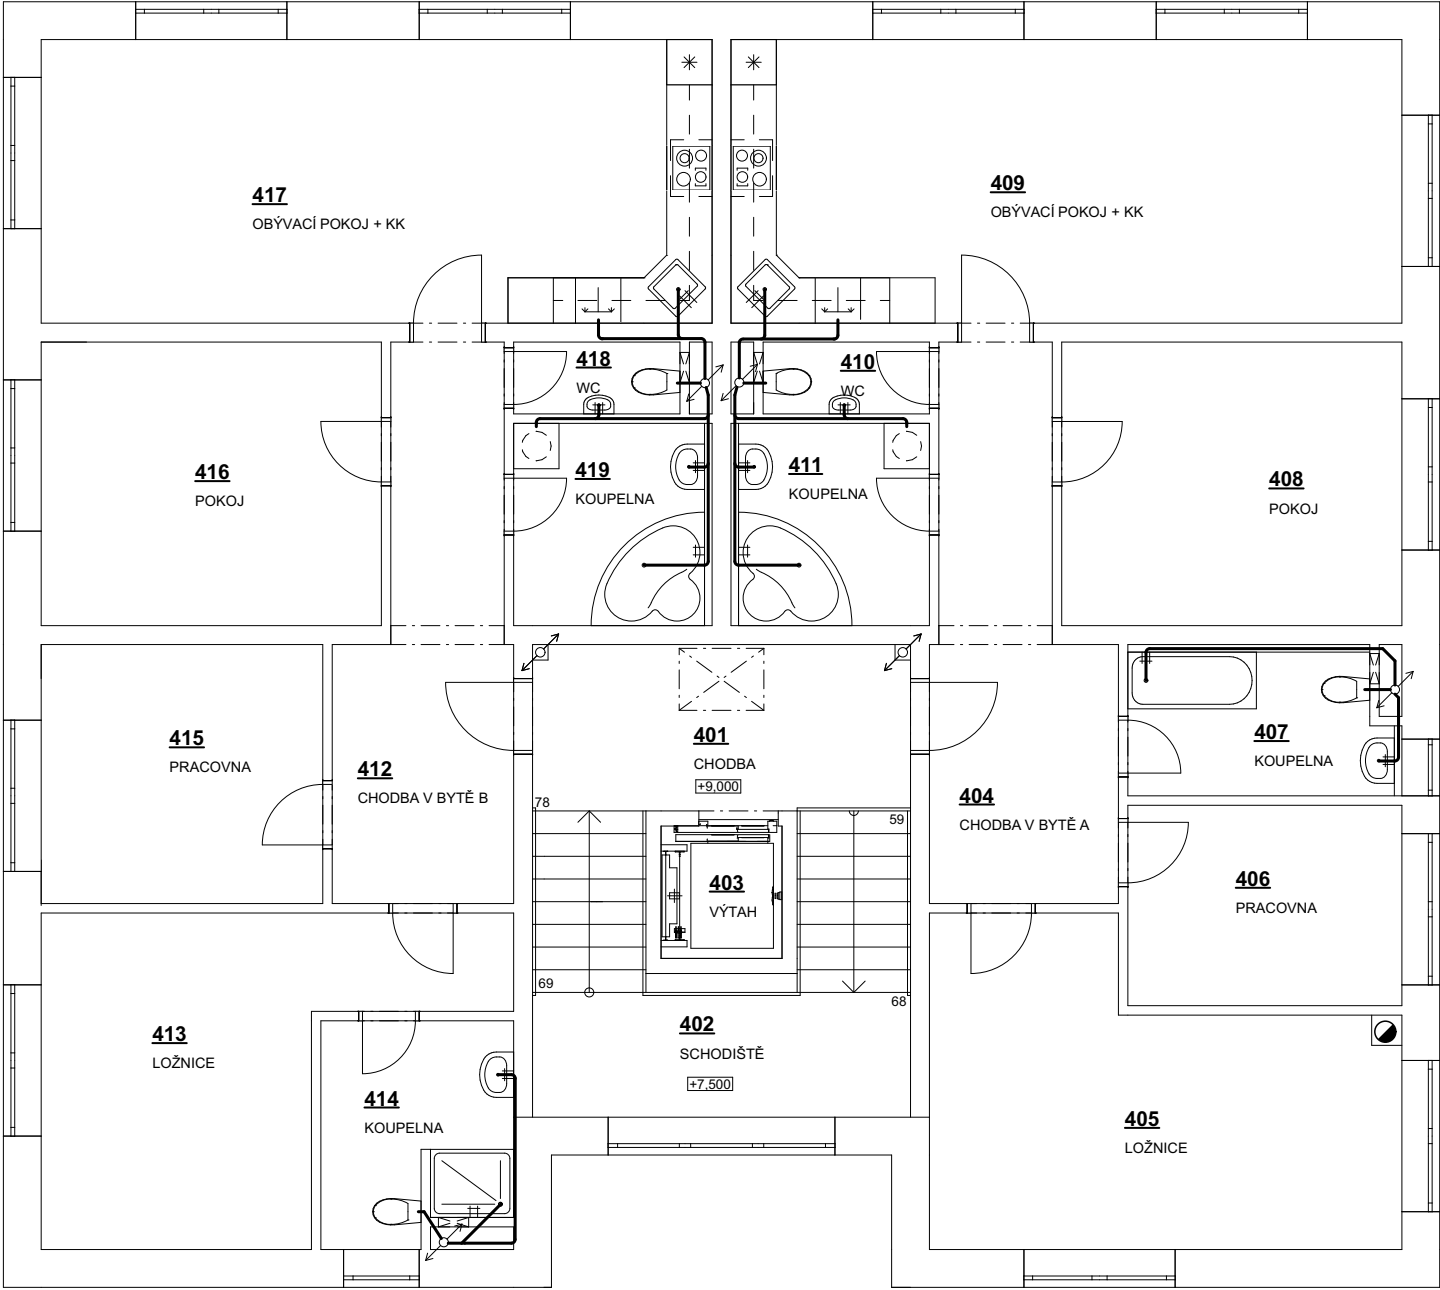 417
OBÝVACÍ POKOJ + KK
409
OBÝVACÍ POKOJ + KK
418
WC
410
WC
416
POKOJ
419
KOUPELNA
411
KOUPELNA
408
POKOJ
415
PRACOVNA
412
CHODBA V BYTĚ B
401
CHODBA
+9,000
407
KOUPELNA
404
CHODBA V BYTĚ A
78
59
403
VÝTAH
406
PRACOVNA
69
68
402
SCHODIŠTĚ
+7,500
413
LOŽNICE
414
KOUPELNA
405
LOŽNICE